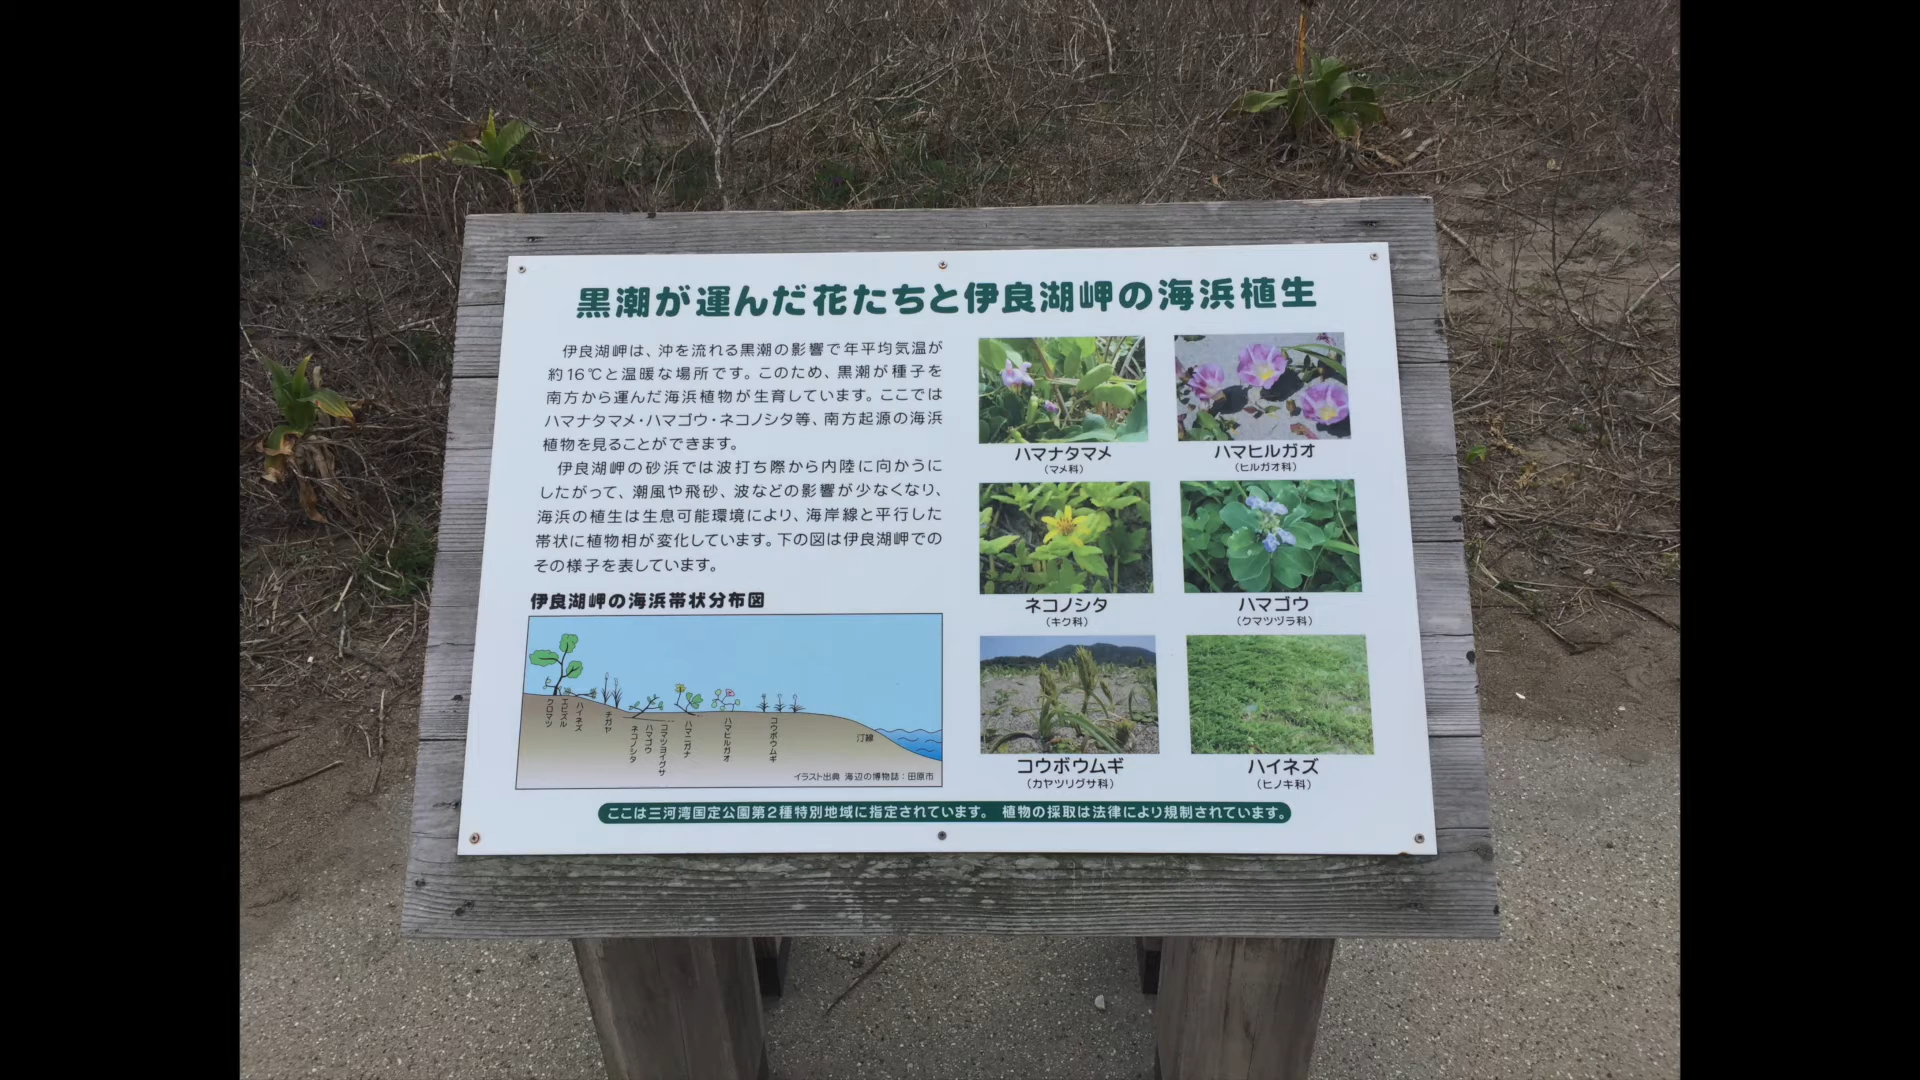 黒潮が運んだ花たちと伊良湖岬の海浜植生
伊良湖岬は、沖を流れる黒潮の影響で年平均気温が
約16℃と温暖な場所です。このため、黒潮が種子を
南方から運んだ海浜植物が生育しています。ここでは
ハマナタマメ・ハマゴウ・ネコノシタ等、南方起源の海浜
植物を見ることができます。
伊良湖岬の砂浜では波打ち際から内陸に向かうに
したがって、潮風や飛砂、波などの影響が少なくなり、
海浜の植生は生息可能環境により、海岸線と平行した
帯状に植物相が変化しています。下の図は伊良湖岬での
その様子を表しています。
伊良湖岬の海浜帯状分布図
クロマツ
エビヅル
ハイネズ
チガヤ
ネコノシタ
ハマゴウ
コマツヨイグサ
ハマニガナ
ハマヒルガオ
コウボウムギ
汀線
イラスト出典 海辺の博物誌：田原市
ハマナタマメ
（マメ科）
ハマヒルガオ
（ヒルガオ科）
ネコノシタ
（キク科）
ハマゴウ
（クマツヅラ科）
コウボウムギ
（カヤツリグサ科）
ハイネズ
（ヒノキ科）
ここは三河湾国定公園第2種特別地域に指定されています。 植物の採取は法律により規制されています。